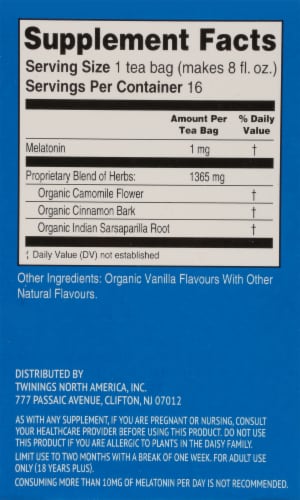 Supplement Facts
Serving Size 1 tea bag (makes 8 fl. oz.)
Servings Per Container 16
Amount Per Tea Bag % Daily Value
Melatonin 1 mg †
Proprietary Blend of Herbs: 1365 mg
Organic Camomile Flower †
Organic Cinnamon Bark †
Organic Indian Sarsaparilla Root †
‡ Daily Value (DV) not established
Other Ingredients: Organic Vanilla Flavours With Other
Natural Flavours.
DISTRIBUTED BY
TWININGS NORTH AMERICA, INC.
777 PASSAIC AVENUE, CLIFTON, NJ 07012
AS WITH ANY SUPPLEMENT, IF YOU ARE PREGNANT OR NURSING, CONSULT
YOUR HEALTHCARE PROVIDER BEFORE USING THIS PRODUCT. DO NOT USE
THIS PRODUCT IF YOU ARE ALLERGIC TO PLANTS IN THE DAISY FAMILY.
LIMIT USE TO TWO MONTHS WITH A BREAK OF ONE WEEK. FOR ADULT USE
ONLY (18 YEARS PLUS).
CONSUMING MORE THAN 10MG OF MELATONIN PER DAY IS NOT RECOMMENDED.